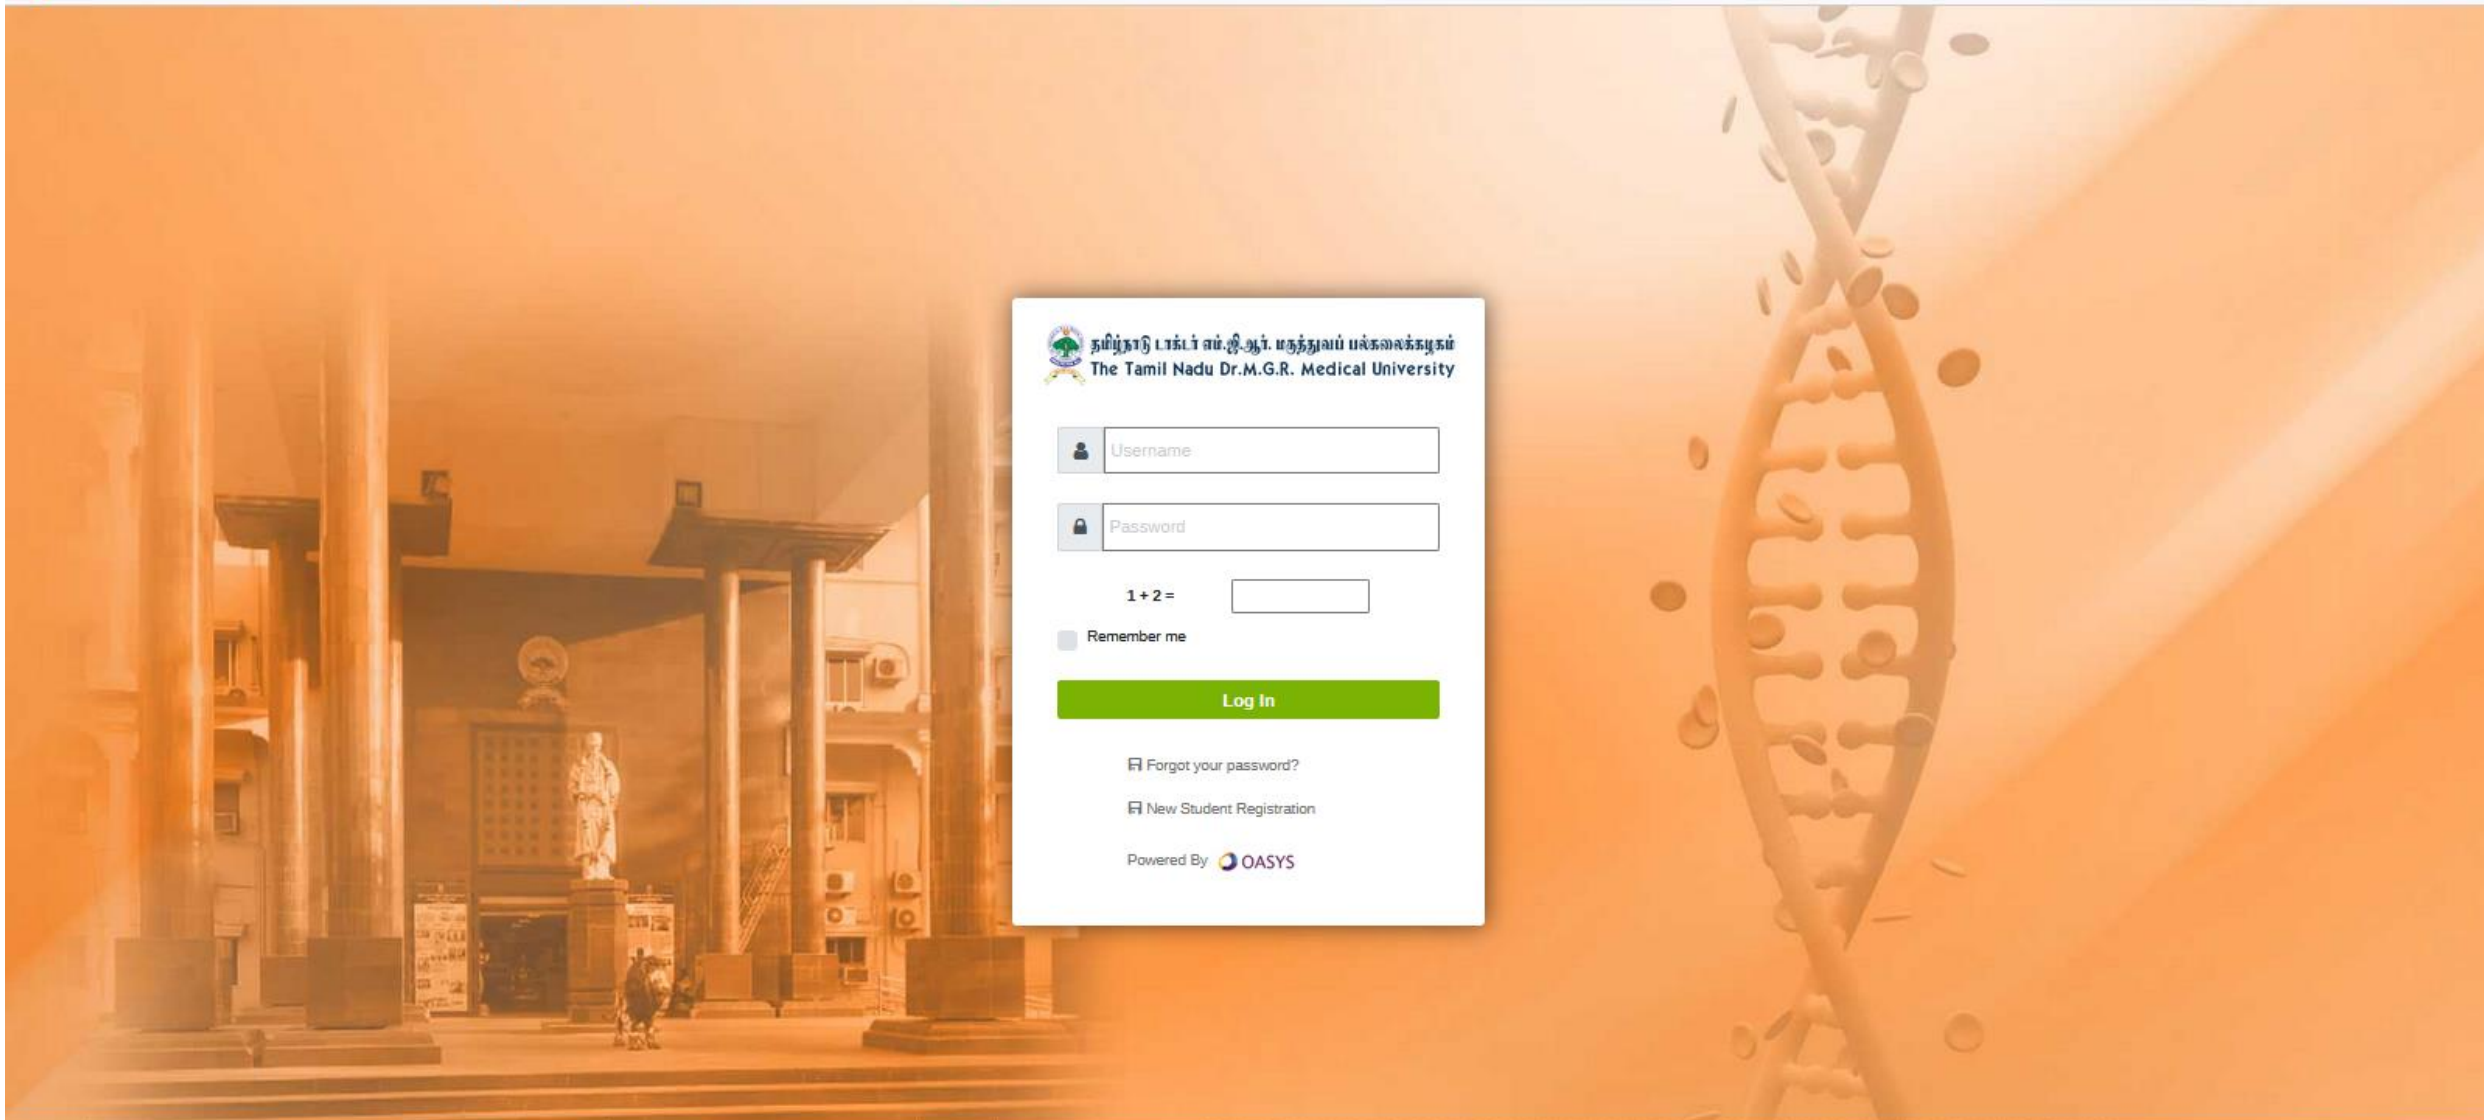 தமிழ்நாடு டாக்டர் எம்.ஜி.ஆர். மருத்துவப் பல்கலைக்கழகம்
The Tamil Nadu Dr.M.G.R. Medical University
Username
Password
1 + 2 =
Remember me
Log In
Forgot your password?
New Student Registration
Powered By OASYS